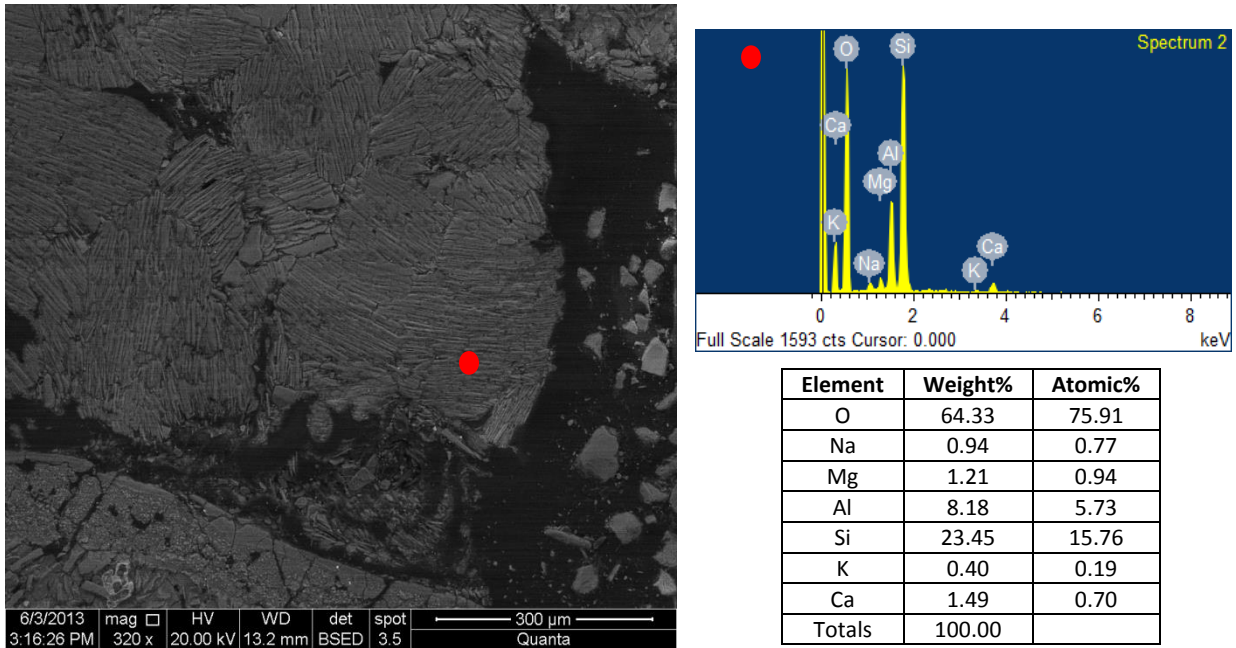 6/3/2013 mag HV WD det spot 300 µm
3:16:26 PM 320 x 20.00 kV 13.2 mm BSED 3.5 Quanta
Spectrum 2
O Si
Ca
Al
Mg
K
Ca
Na K
0 2 4 6 8
Full Scale 1593 cts Cursor: 0.000 keV
Element Weight% Atomic%
O 64.33 75.91
Na 0.94 0.77
Mg 1.21 0.94
Al 8.18 5.73
Si 23.45 15.76
K 0.40 0.19
Ca 1.49 0.70
Totals 100.00